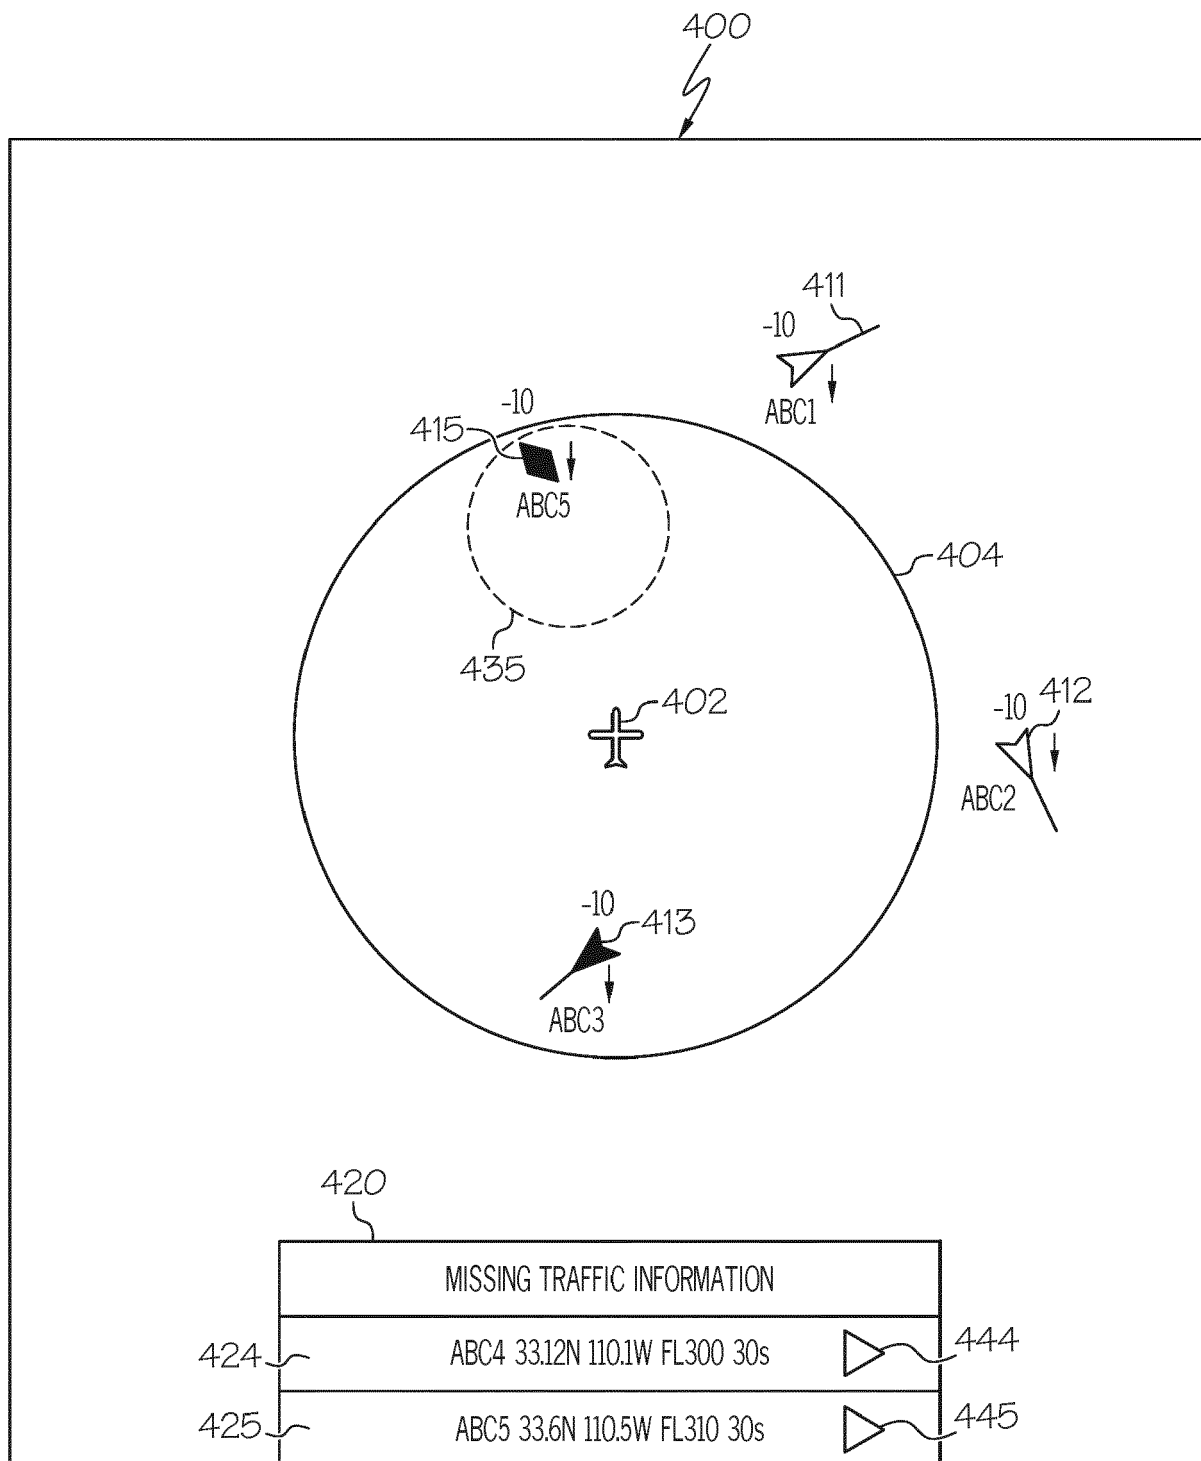 400
411
-10
ABC1
-10
415
ABC5
404
435
402
-10
412
ABC2
-10
413
ABC3
420
MISSING TRAFFIC INFORMATION
424
ABC4 33.12N 110.1W FL300 30s
444
425
ABC5 33.6N 110.5W FL310 30s
445